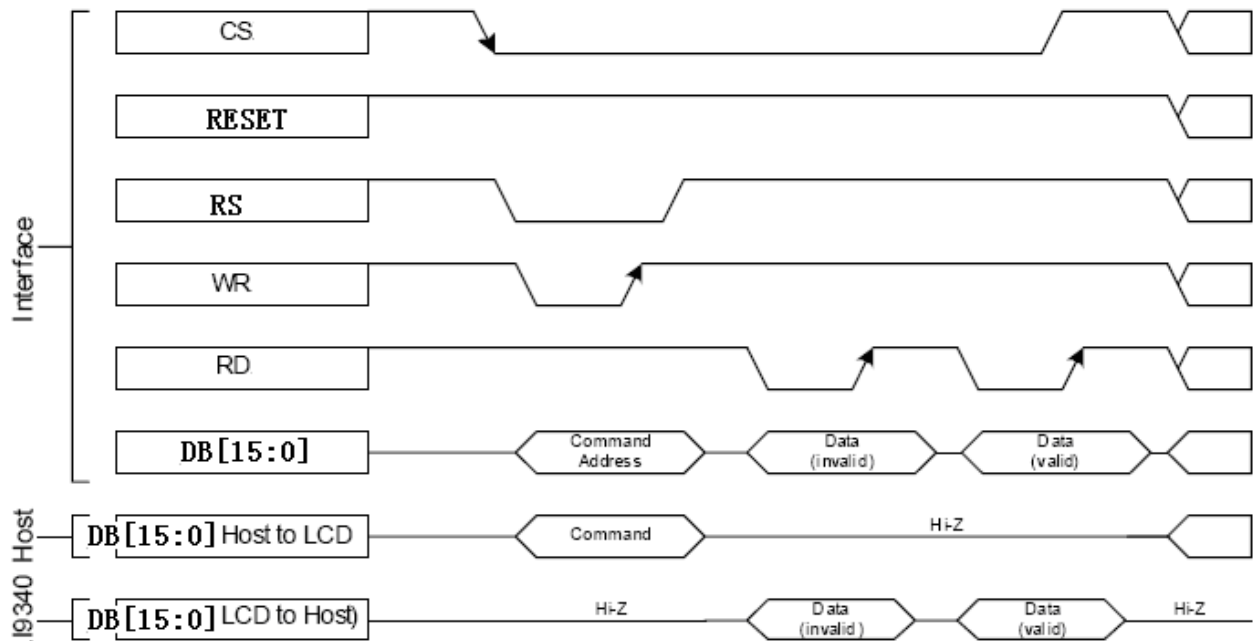 CS
RESET
RS
WR
RD
DB[15:0]
Command
Address
Data
(invalid)
Data
(valid)
Interface
DB[15:0] Host to LCD
Command
Hi-Z
Host
DB[15:0] LCD to Host)
Hi-Z
Data
(invalid)
Data
(valid)
Hi-Z